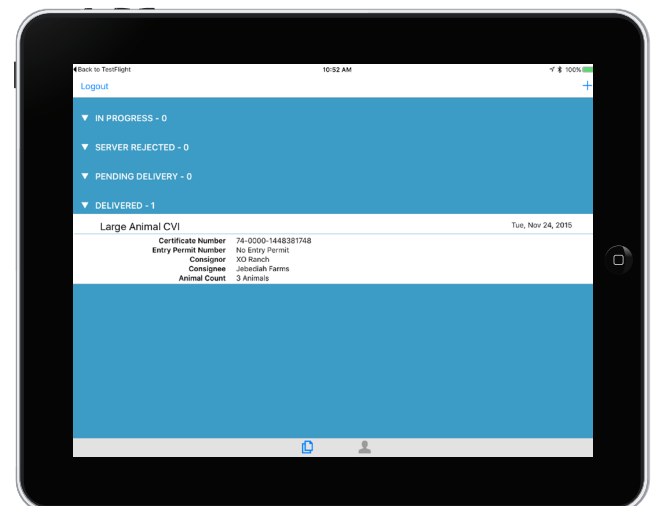 Back to TestFlight 10:52 AM 100%
Logout +
▼ IN PROGRESS - 0
▼ SERVER REJECTED - 0
▼ PENDING DELIVERY - 0
▼ DELIVERED - 1
Large Animal CVI Tue, Nov 24, 2015
Certificate Number 74-0000-1448381748
Entry Permit Number No Entry Permit
Consignor XO Ranch
Consignee Jebediah Farms
Animal Count 3 Animals